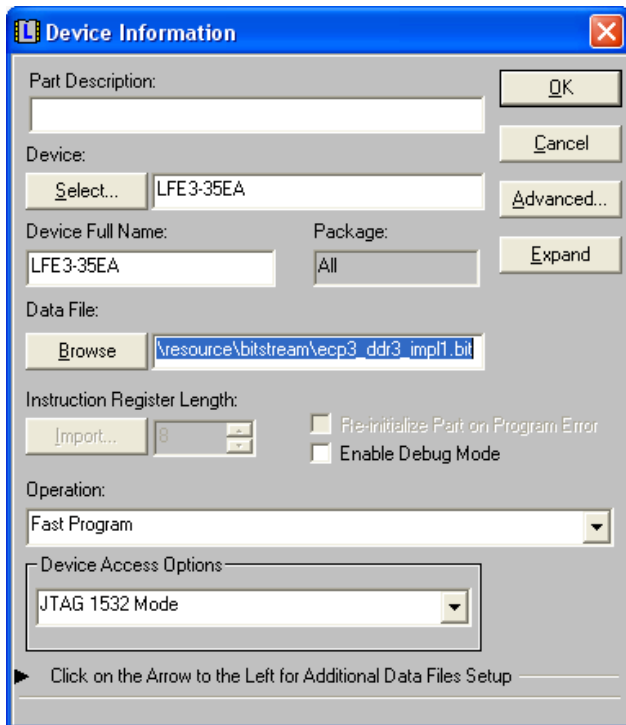 Device Information
Part Description:
OK
Device:
Cancel
Select...
LFE3-35EA
Advanced...
Device Full Name:
Package:
LFE3-35EA
All
Expand
Data File:
Browse
\resource\bitstream\ecp3_ddr3_impl1.bit
Instruction Register Length:
Import...
8
Re-initialize Part on Program Error
Enable Debug Mode
Operation:
Fast Program
Device Access Options
JTAG 1532 Mode
Click on the Arrow to the Left for Additional Data Files Setup